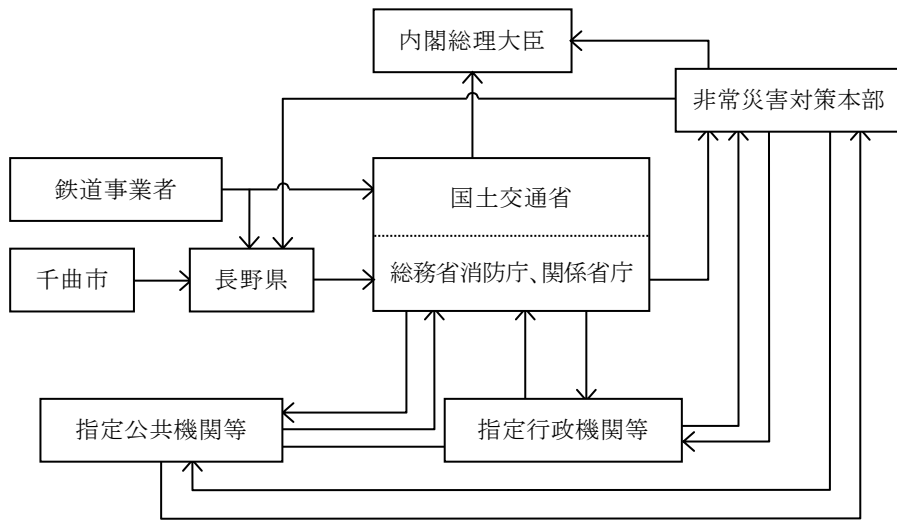 内閣総理大臣
非常災害対策本部
鉄道事業者
国土交通省
千曲市
長野県
総務省消防庁、関係省庁
指定公共機関等
指定行政機関等